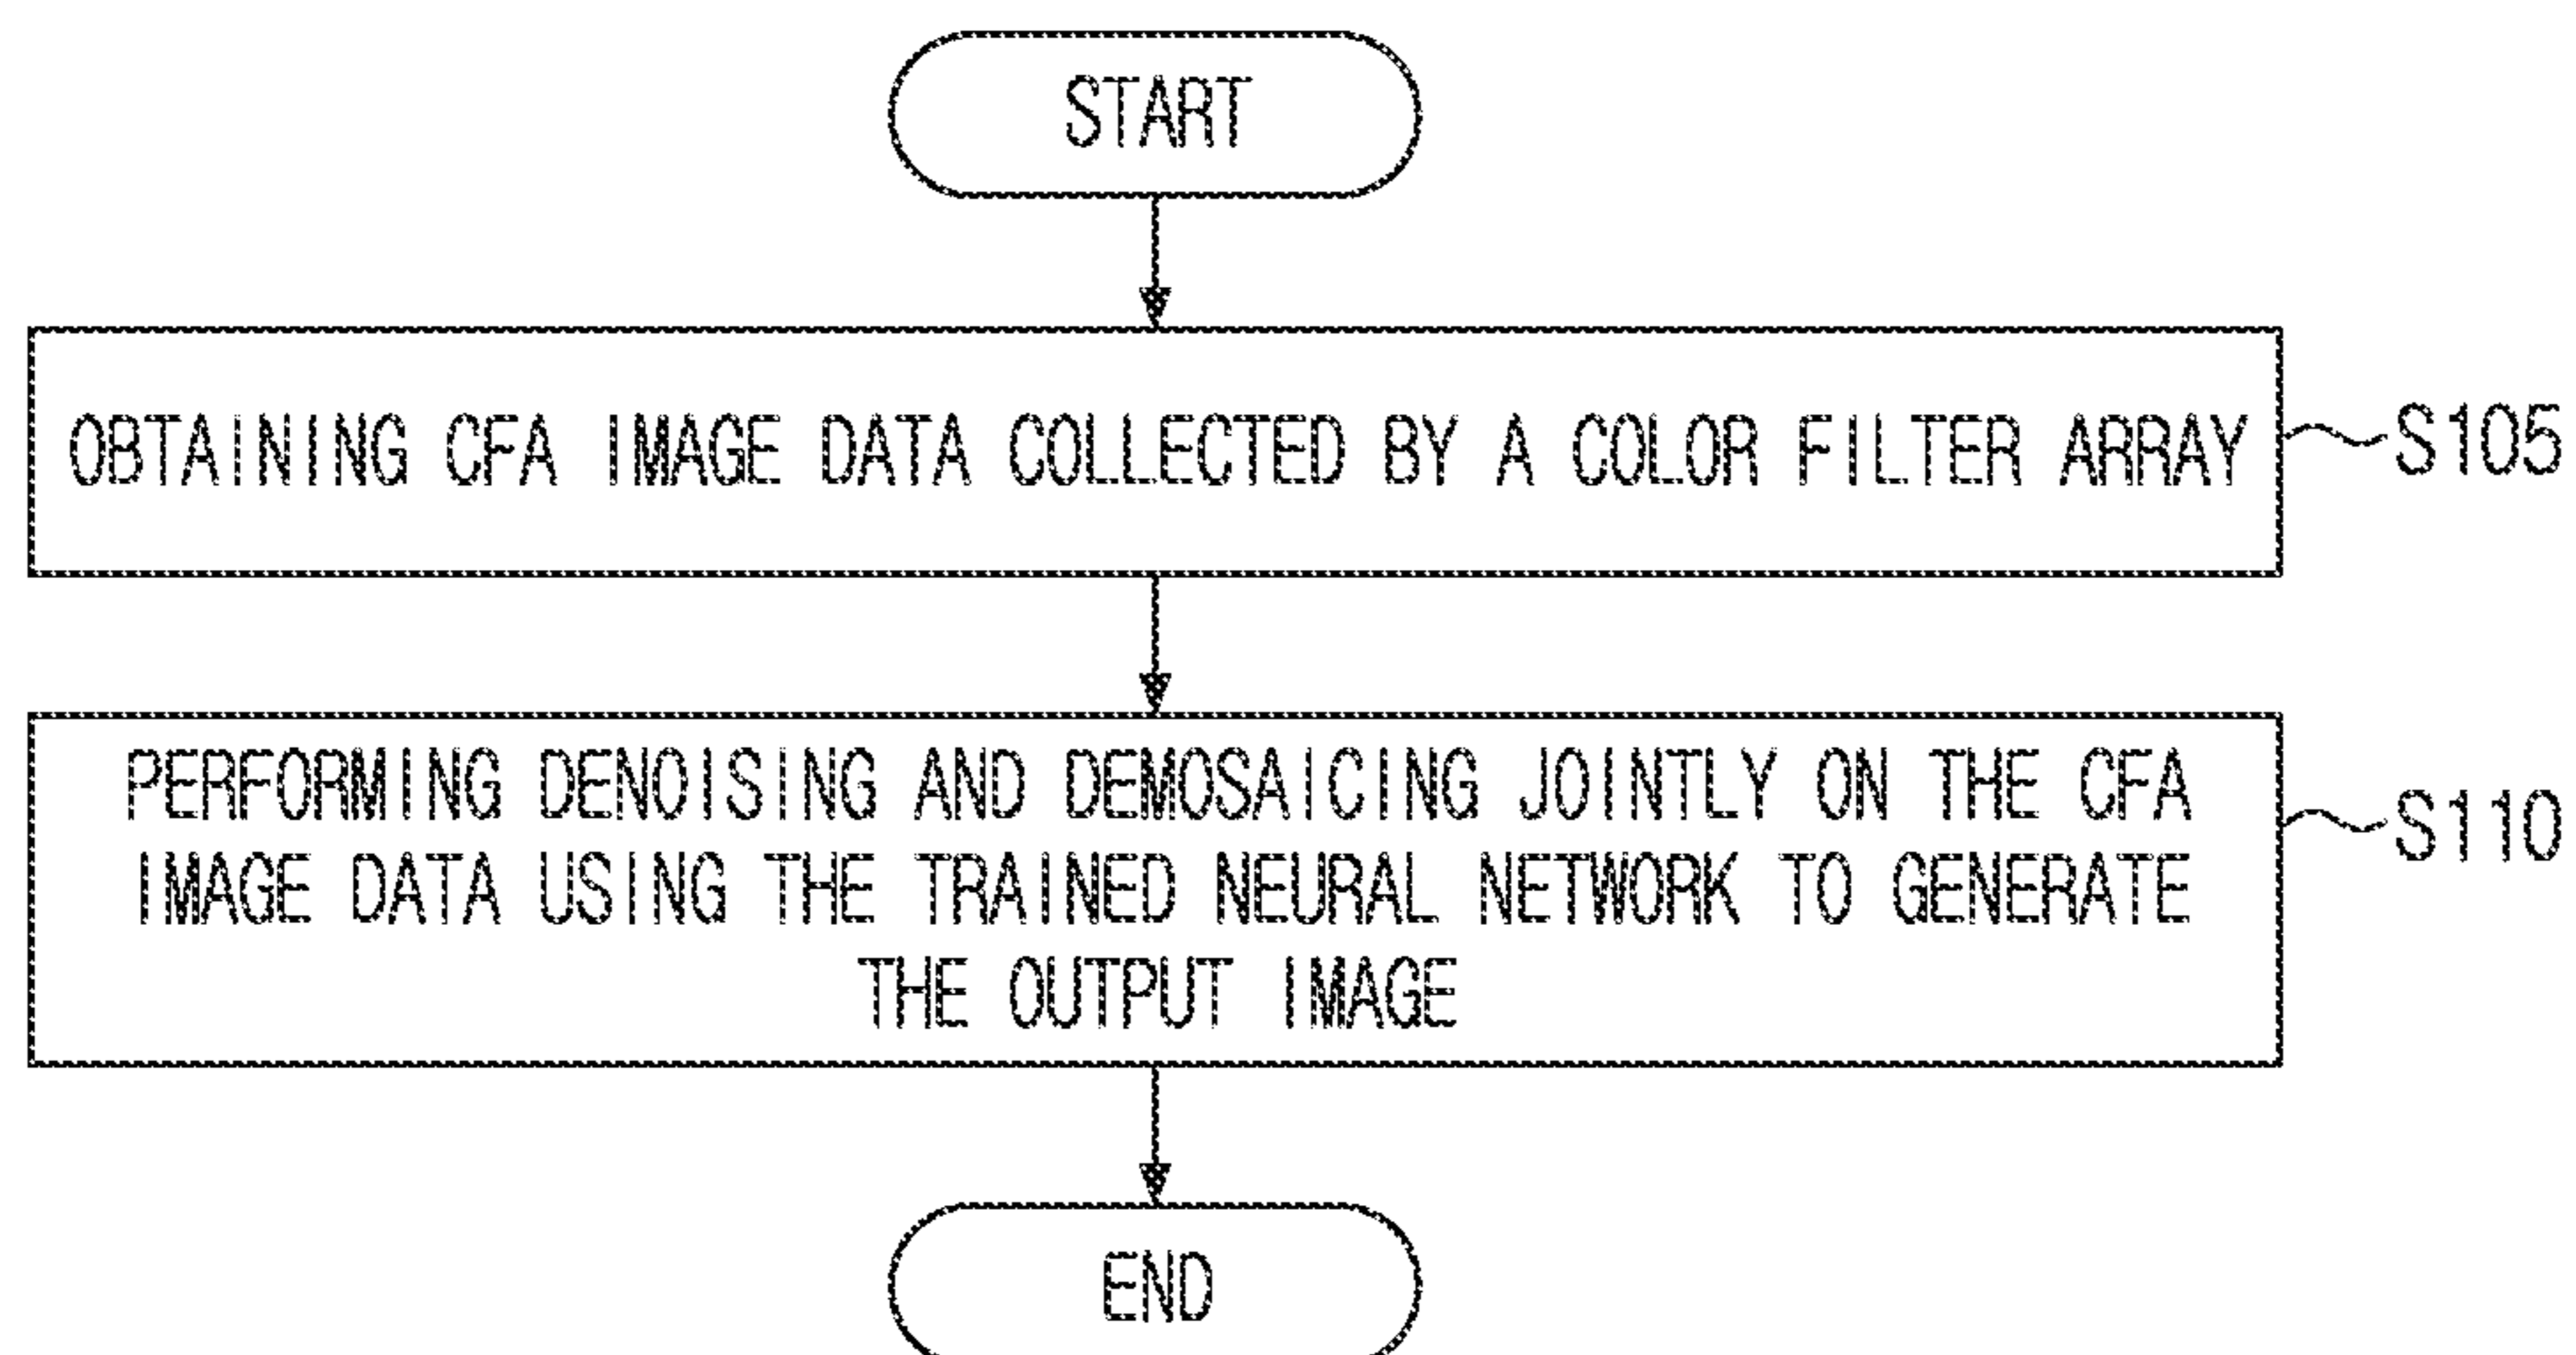 START
OBTAINING CFA IMAGE DATA COLLECTED BY A COLOR FILTER ARRAY
S105
PERFORMING DENOISING AND DEMOSAICING JOINTLY ON THE CFA
IMAGE DATA USING THE TRAINED NEURAL NETWORK TO GENERATE
THE OUTPUT IMAGE
S110
END